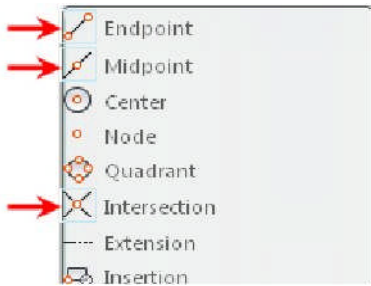 Endpoint
Midpoint
Center
Node
Quadrant
Intersection
Extension
Insertion